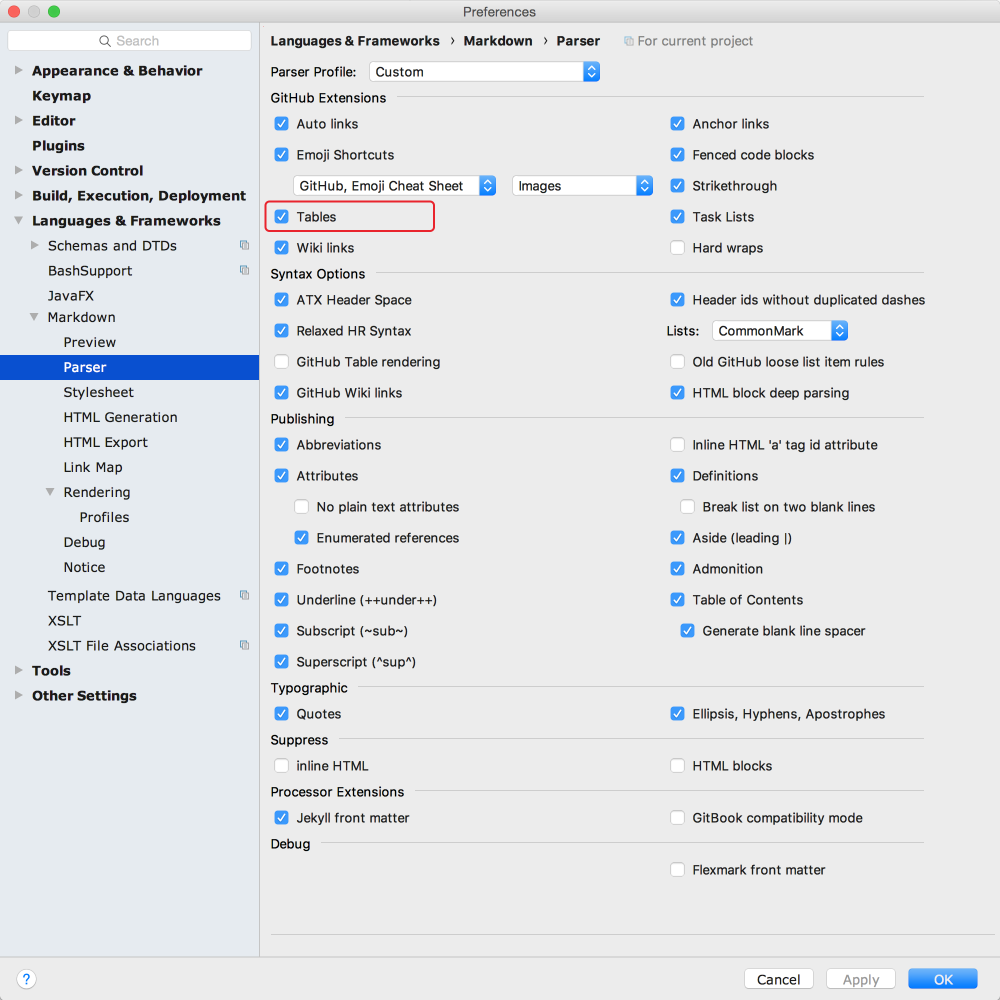 Preferences
Search
Appearance & Behavior
Keymap
Editor
Plugins
Version Control
Build, Execution, Deployment
Languages & Frameworks
Schemas and DTDs
BashSupport
JavaFX
Markdown
Preview
Parser
Stylesheet
HTML Generation
HTML Export
Link Map
Rendering
Profiles
Debug
Notice
Template Data Languages
XSLT
XSLT File Associations
Tools
Other Settings
Languages & Frameworks › Markdown › Parser For current project
Parser Profile: Custom
GitHub Extensions
Auto links Anchor links
Emoji Shortcuts Fenced code blocks
GitHub, Emoji Cheat Sheet Images Strikethrough
Tables Task Lists
Wiki links Hard wraps
Syntax Options
ATX Header Space Header ids without duplicated dashes
Relaxed HR Syntax Lists: CommonMark
GitHub Table rendering Old GitHub loose list item rules
GitHub Wiki links HTML block deep parsing
Publishing
Abbreviations Inline HTML 'a' tag id attribute
Attributes Definitions
No plain text attributes Break list on two blank lines
Enumerated references Aside (leading |)
Footnotes Admonition
Underline (++under++) Table of Contents
Subscript (~sub~) Generate blank line spacer
Superscript (^sup^)
Typographic
Quotes Ellipsis, Hyphens, Apostrophes
Suppress
inline HTML HTML blocks
Processor Extensions
Jekyll front matter GitBook compatibility mode
Debug
Flexmark front matter
? Cancel Apply OK